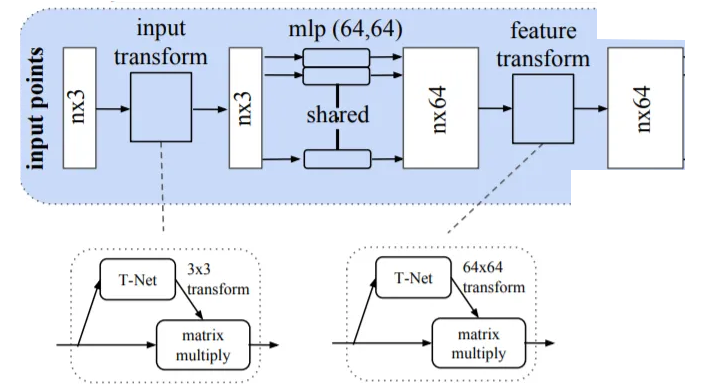 input
transform
mlp (64,64)
feature
transform
input points
nx3
nx3
shared
nx64
nx64
T-Net
3x3
transform
matrix
multiply
T-Net
64x64
transform
matrix
multiply